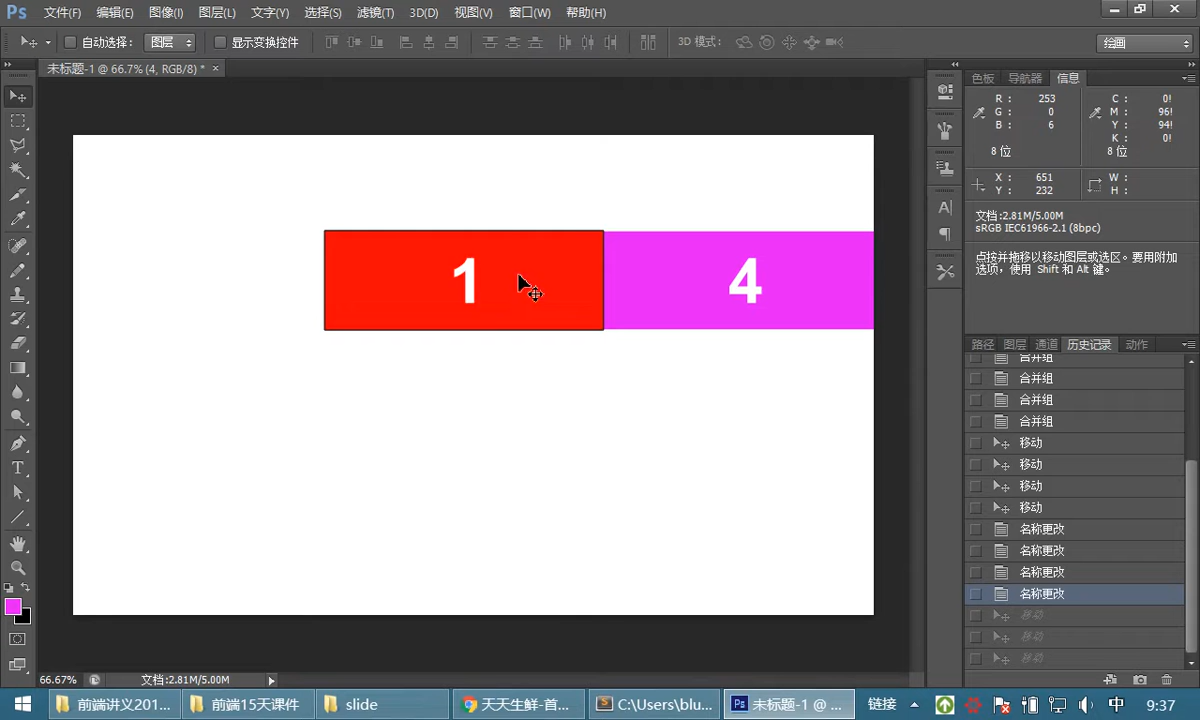 Ps 文件(F) 编辑(E) 图像(I) 图层(L) 文字(Y) 选择(S) 滤镜(T) 3D(D) 视图(V) 窗口(W) 帮助(H)
自动选择： 图层 显示变换控件 3D 模式： 绘画
未标题-1 @ 66.7% (4, RGB/8) * ×
色板 导航器 信息
R： 253 C： 0!
G： 0 M： 96!
B： 6 Y： 94!
K： 0!
8 位 8 位
X： 651 W：
Y： 232 H：
文档:2.81M/5.00M
sRGB IEC61966-2.1 (8bpc)
点按并拖移以移动图层或选区。要用附加
选项，使用 Shift 和 Alt 键。
1 4
路径 图层 通道 历史记录 动作
合并组
合并组
合并组
合并组
移动
移动
移动
移动
名称更改
名称更改
名称更改
名称更改
移动
移动
移动
66.67% 文档:2.81M/5.00M
前端讲义201... 前端15天课件 slide 天天生鲜-首... C:\Users\blu... 未标题-1 @ ... 链接 中 9:37